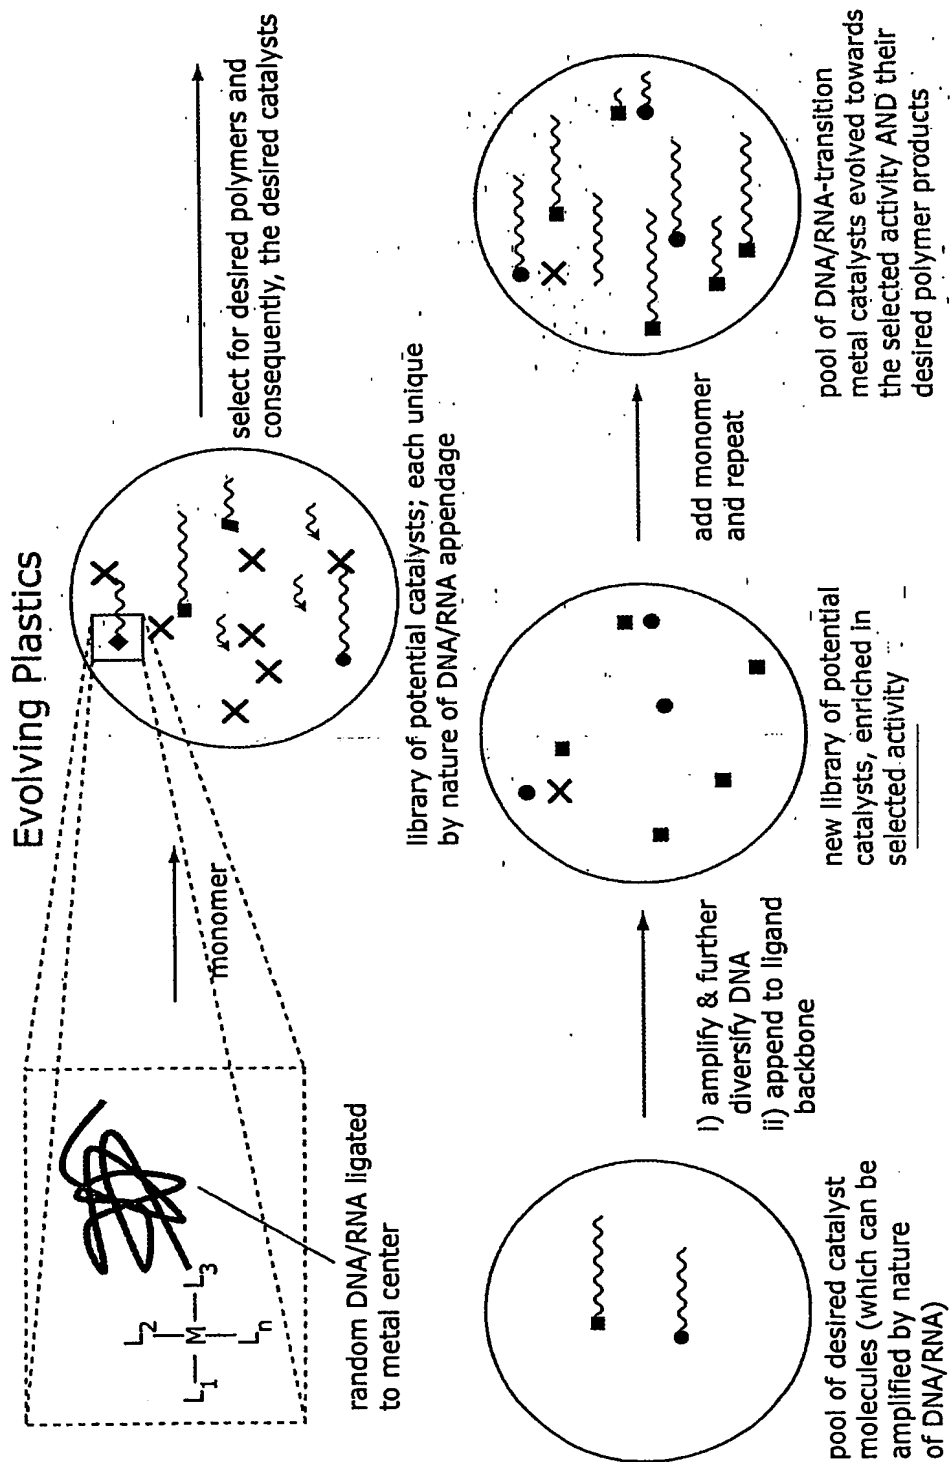 Evolving Plastics
L1
L2
M
L3
Ln
random DNA/RNA ligated
to metal center
monomer
library of potential catalysts; each unique
by nature of DNA/RNA appendage
select for desired polymers and
consequently, the desired catalysts
pool of desired catalyst
molecules (which can be
amplified by nature
of DNA/RNA)
i) amplify & further
diversify DNA
ii) append to ligand
backbone
new library of potential
catalysts, enriched in
selected activity
add monomer
and repeat
pool of DNA/RNA-transition
metal catalysts evolved towards
the selected activity AND their
desired polymer products